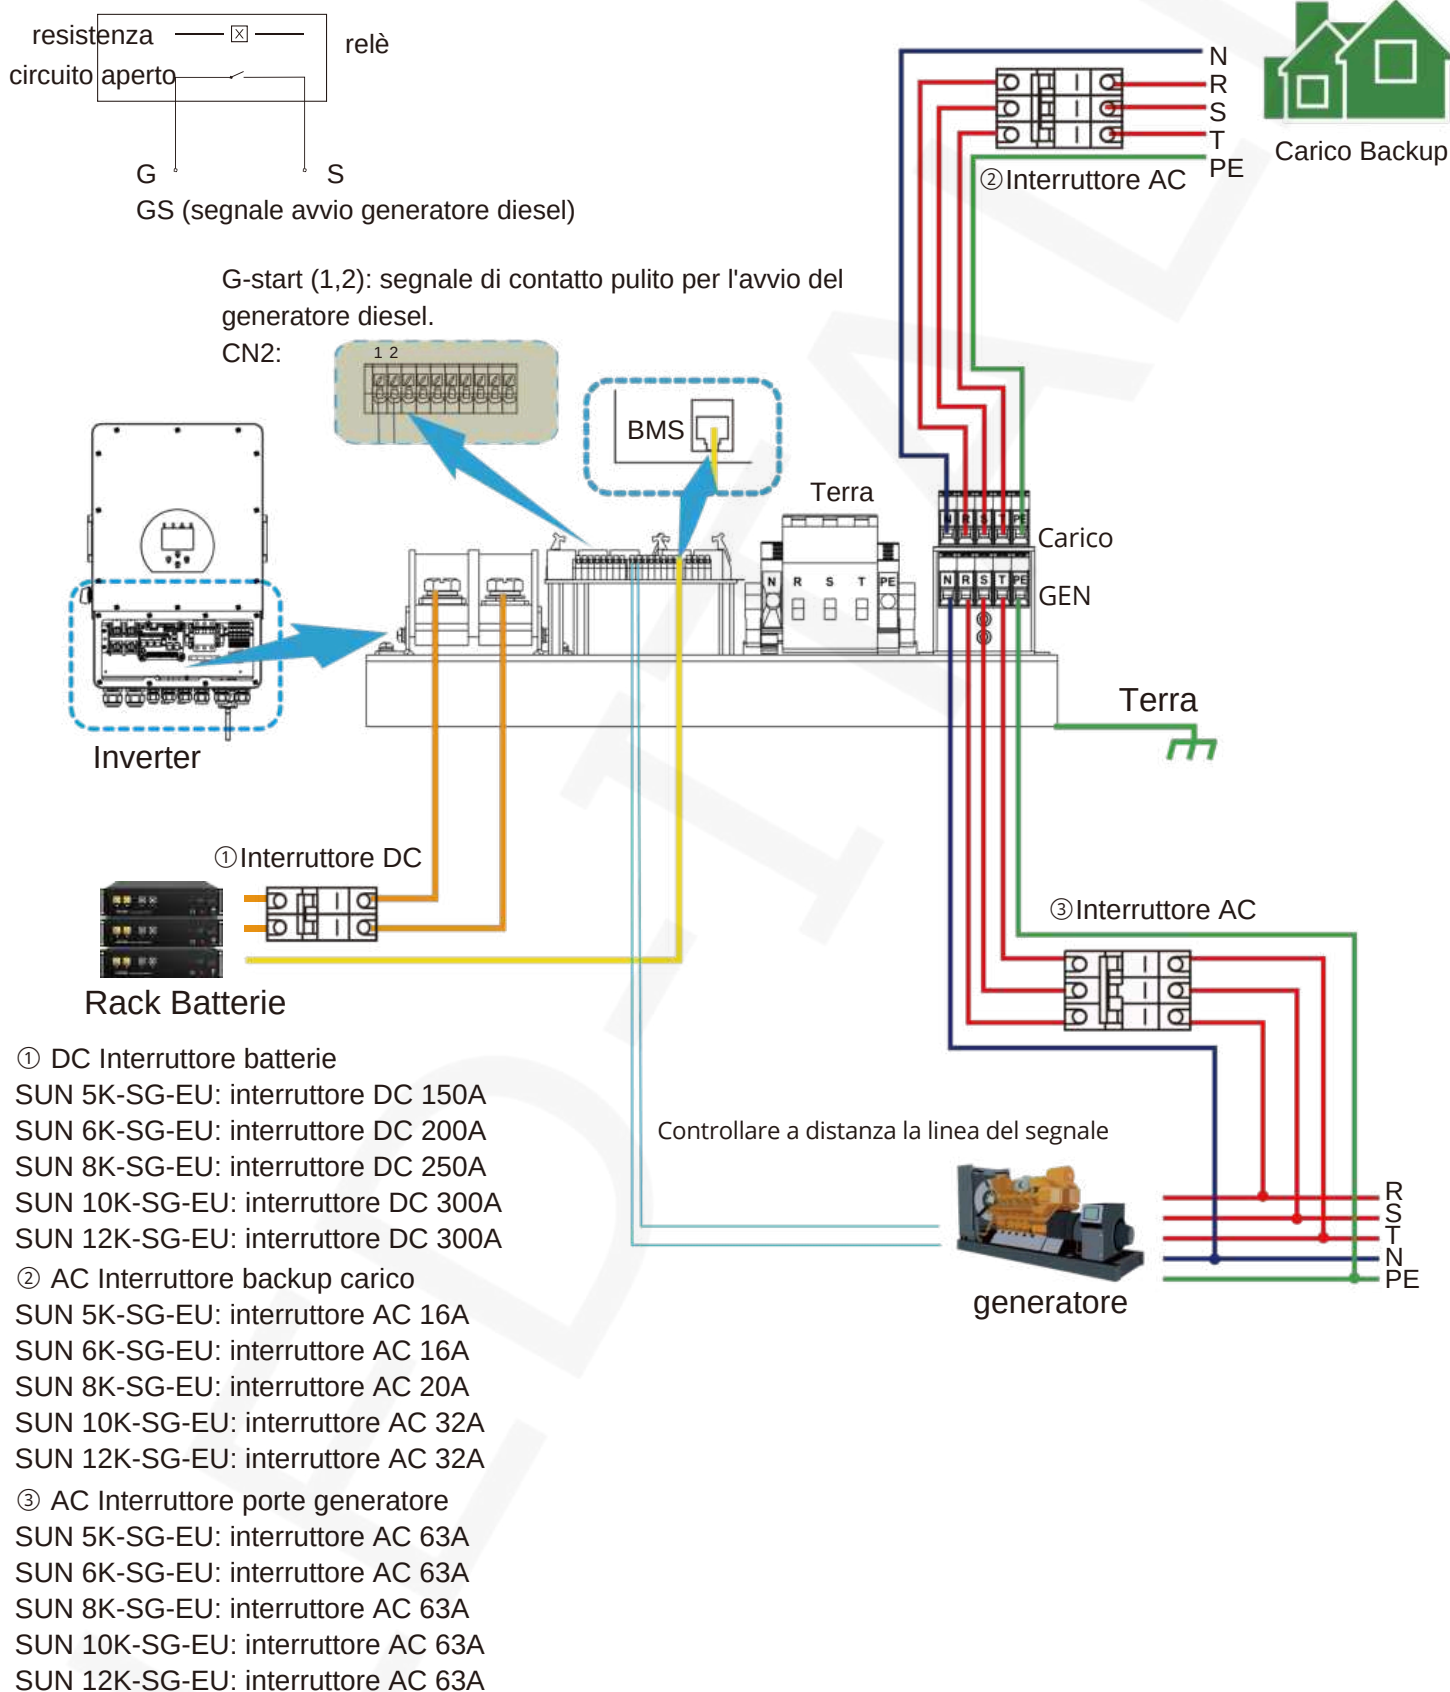 resistenza
relè
circuito aperto
G
S
GS (segnale avvio generatore diesel)
G-start (1,2): segnale di contatto pulito per l'avvio del
generatore diesel.
CN2:
1 2
BMS
N
R
S
T
PE
Carico Backup
②Interruttore AC
Terra
N R S T PE
Carico
N R S T PE
GEN
N R S T PE
Terra
Inverter
①Interruttore DC
Rack Batterie
③Interruttore AC
① DC Interruttore batterie
SUN 5K-SG-EU: interruttore DC 150A
SUN 6K-SG-EU: interruttore DC 200A
SUN 8K-SG-EU: interruttore DC 250A
SUN 10K-SG-EU: interruttore DC 300A
SUN 12K-SG-EU: interruttore DC 300A
② AC Interruttore backup carico
SUN 5K-SG-EU: interruttore AC 16A
SUN 6K-SG-EU: interruttore AC 16A
SUN 8K-SG-EU: interruttore AC 20A
SUN 10K-SG-EU: interruttore AC 32A
SUN 12K-SG-EU: interruttore AC 32A
③ AC Interruttore porte generatore
SUN 5K-SG-EU: interruttore AC 63A
SUN 6K-SG-EU: interruttore AC 63A
SUN 8K-SG-EU: interruttore AC 63A
SUN 10K-SG-EU: interruttore AC 63A
SUN 12K-SG-EU: interruttore AC 63A
Controllare a distanza la linea del segnale
generatore
R
S
T
N
PE